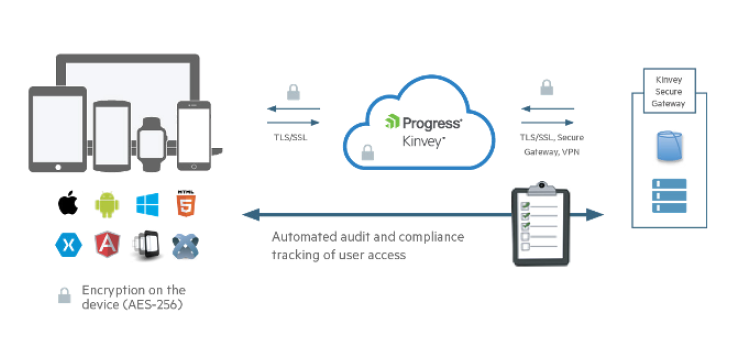 Kinvey
Secure
Gateway
Progress®
Kinvey™
TLS/SSL
TLS/SSL, Secure
Gateway, VPN
HTML
5
Automated audit and compliance
tracking of user access
Encryption on the
device (AES-256)